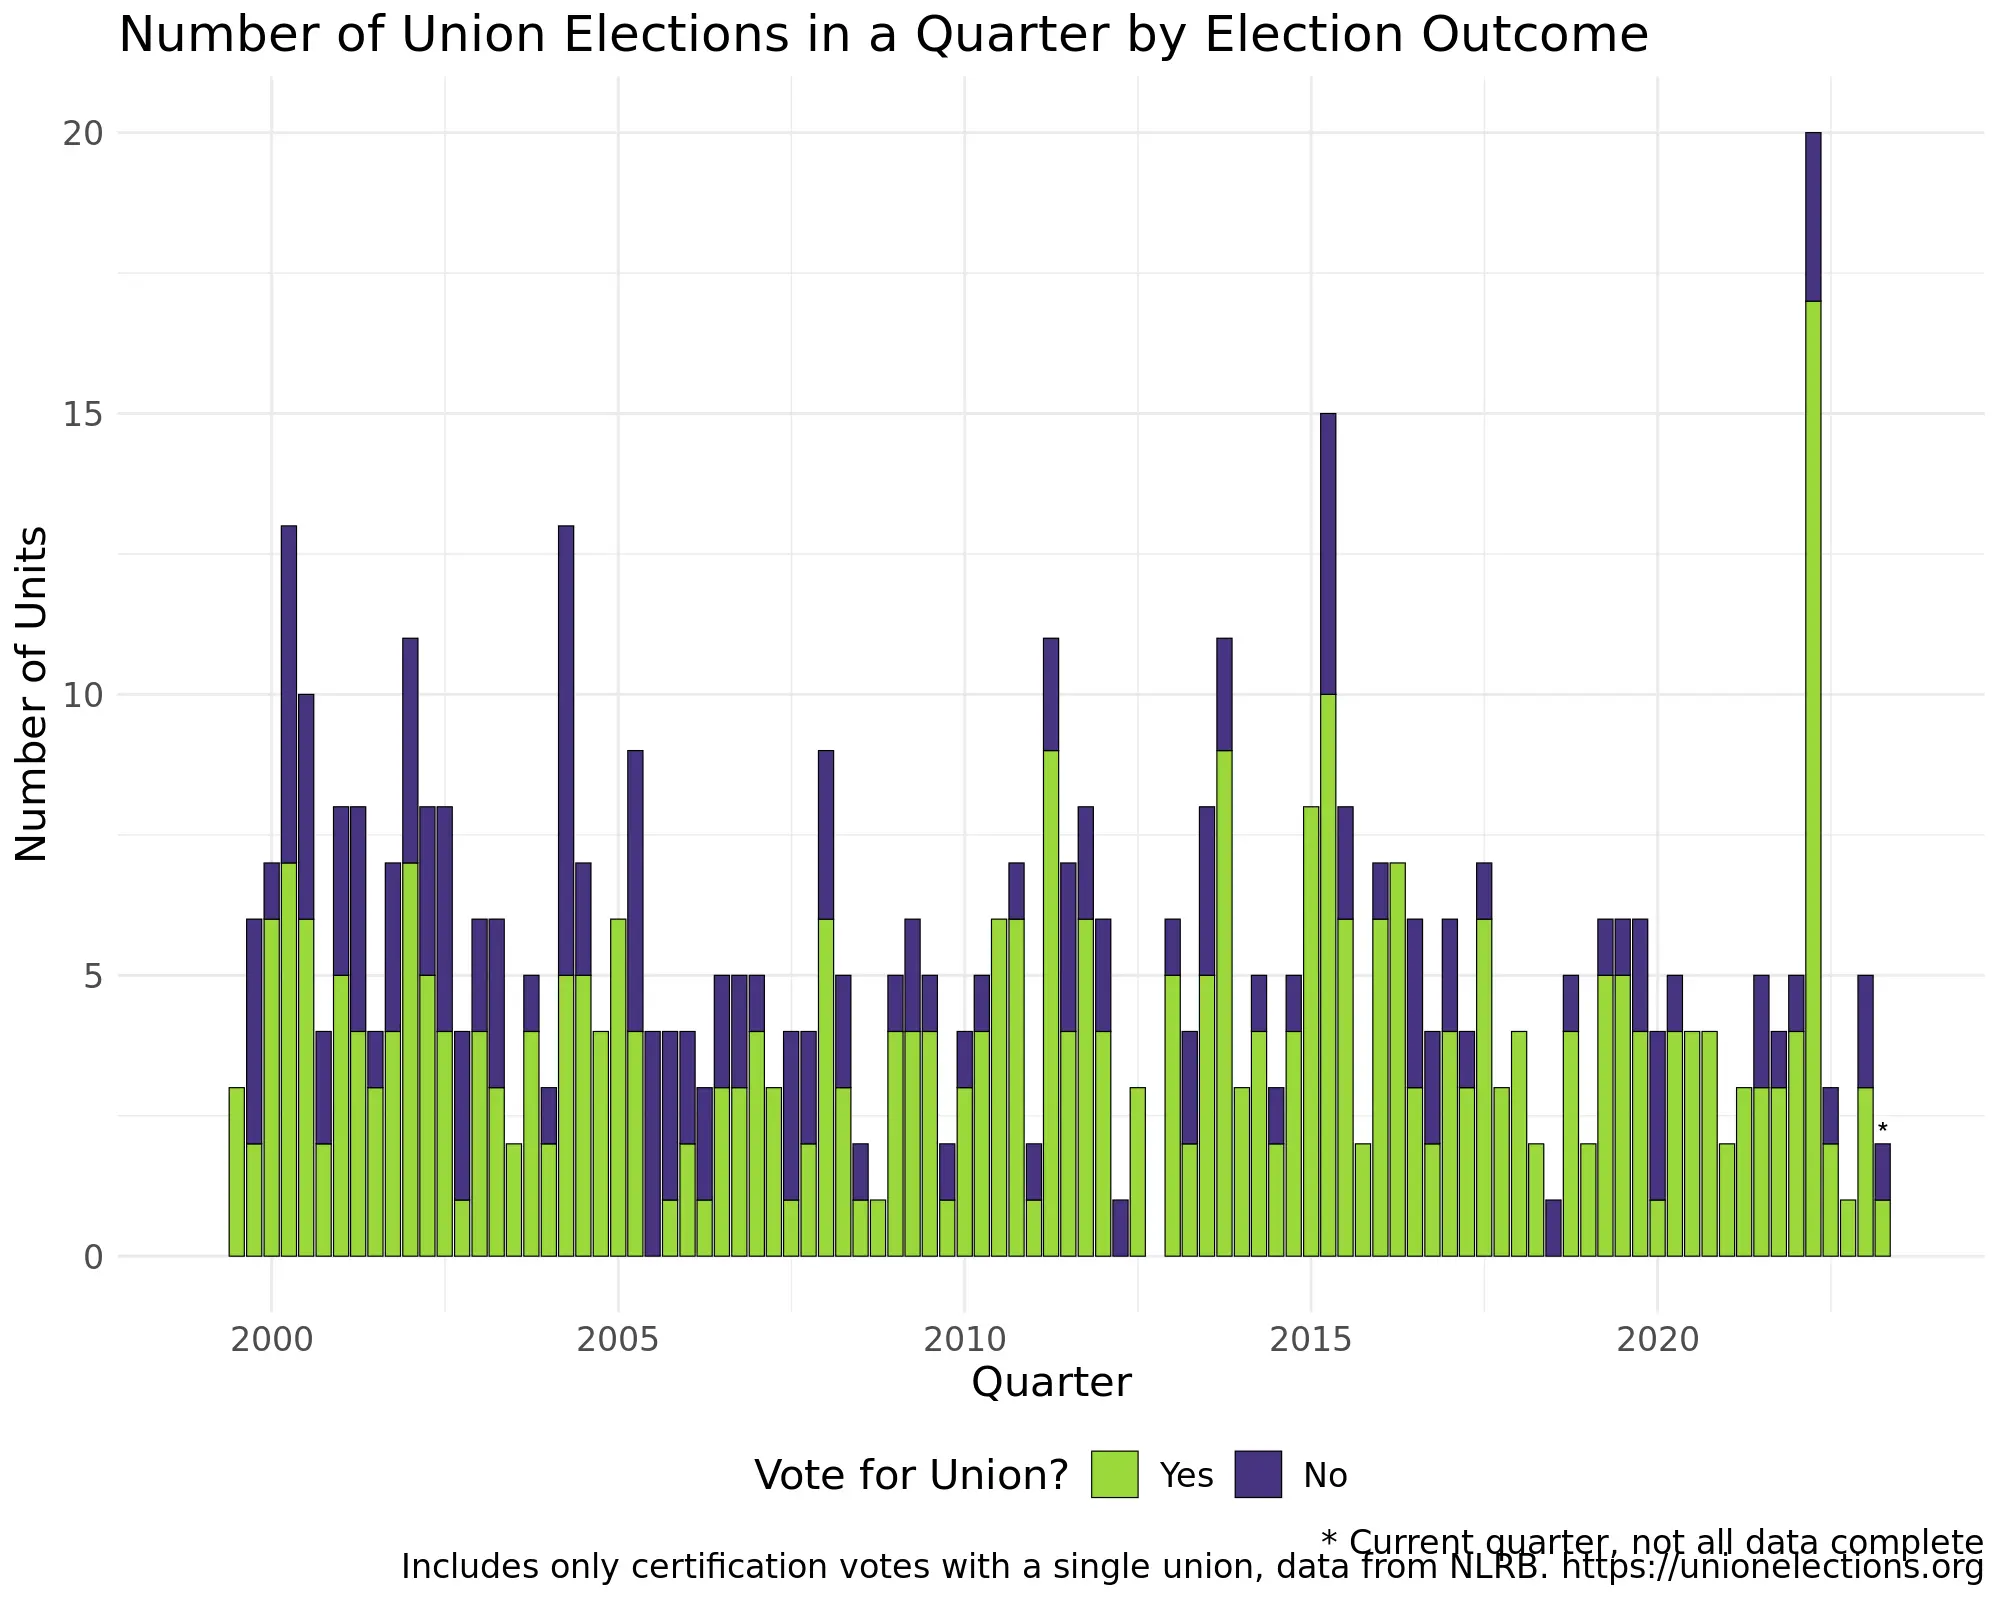 Number of Union Elections in a Quarter by Election Outcome
20
15
10
5
0
Number of Units
*
2000 2005 2010 2015 2020
Quarter
Vote for Union? Yes No
* Current quarter, not all data complete
Includes only certification votes with a single union, data from NLRB. https://unionelections.org